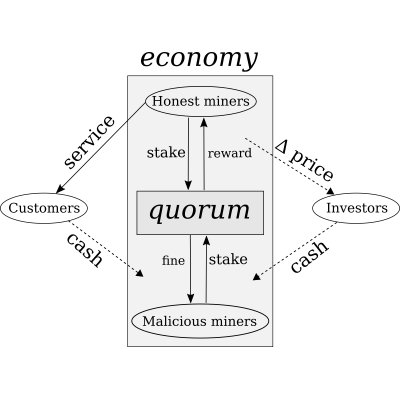 economy
Honest miners
service
stake
reward
Δ price
Customers
quorum
Investors
cash
fine
stake
cash
Malicious miners